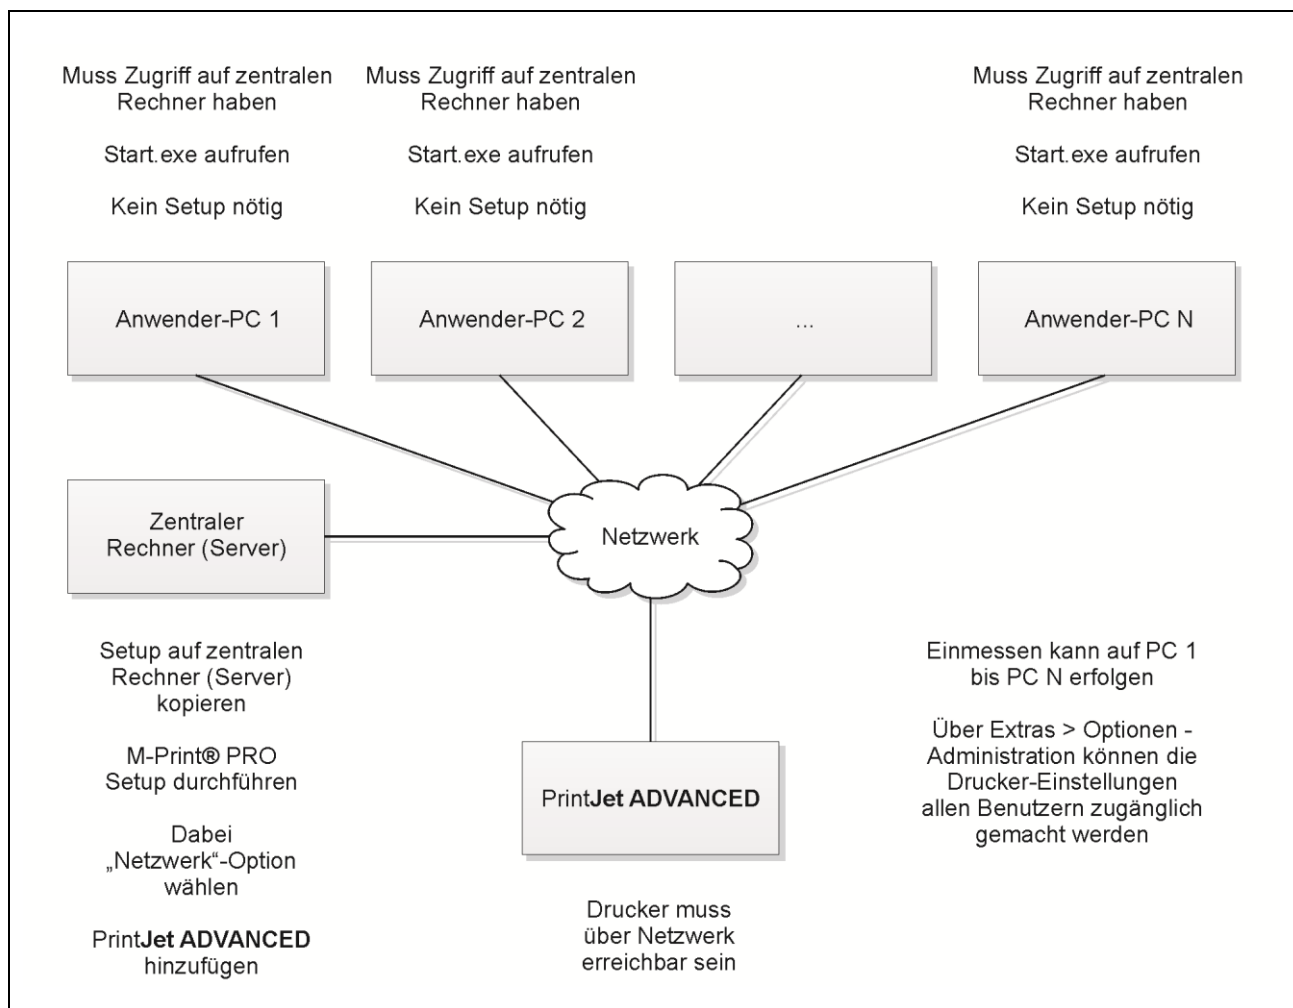 Muss Zugriff auf zentralen
Rechner haben
Start.exe aufrufen
Kein Setup nötig
Muss Zugriff auf zentralen
Rechner haben
Start.exe aufrufen
Kein Setup nötig
Muss Zugriff auf zentralen
Rechner haben
Start.exe aufrufen
Kein Setup nötig
Anwender-PC 1
Anwender-PC 2
...
Anwender-PC N
Zentraler
Rechner (Server)
Netzwerk
Setup auf zentralen
Rechner (Server)
kopieren
M-Print® PRO
Setup durchführen
Dabei
„Netzwerk“-Option
wählen
PrintJet ADVANCED
hinzufügen
PrintJet ADVANCED
Drucker muss
über Netzwerk
erreichbar sein
Einmessen kann auf PC 1
bis PC N erfolgen
Über Extras > Optionen -
Administration können die
Drucker-Einstellungen
allen Benutzern zugänglich
gemacht werden